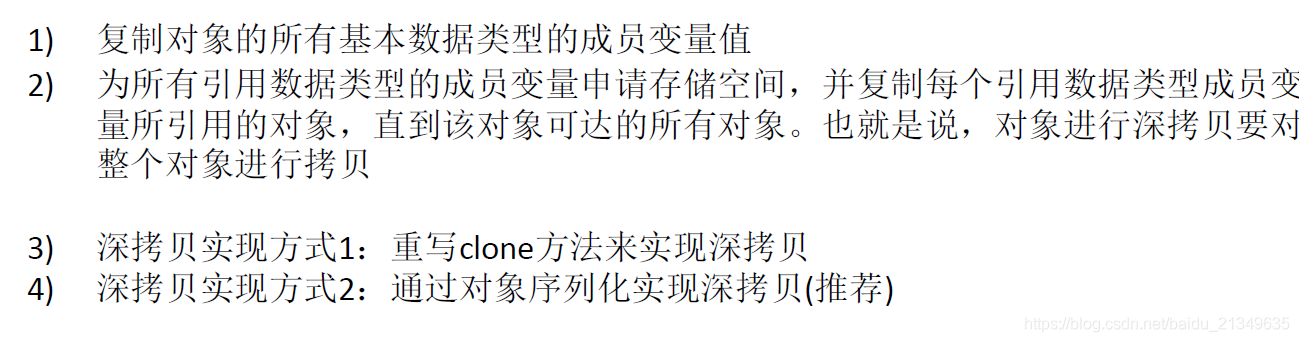 1) 复制对象的所有基本数据类型的成员变量值
2) 为所有引用数据类型的成员变量申请存储空间，并复制每个引用数据类型成员变
量所引用的对象，直到该对象可达的所有对象。也就是说，对象进行深拷贝要对
整个对象进行拷贝
3) 深拷贝实现方式1：重写clone方法来实现深拷贝
4) 深拷贝实现方式2：通过对象序列化实现深拷贝(推荐)
https://blog.csdn.net/baidu_21349635